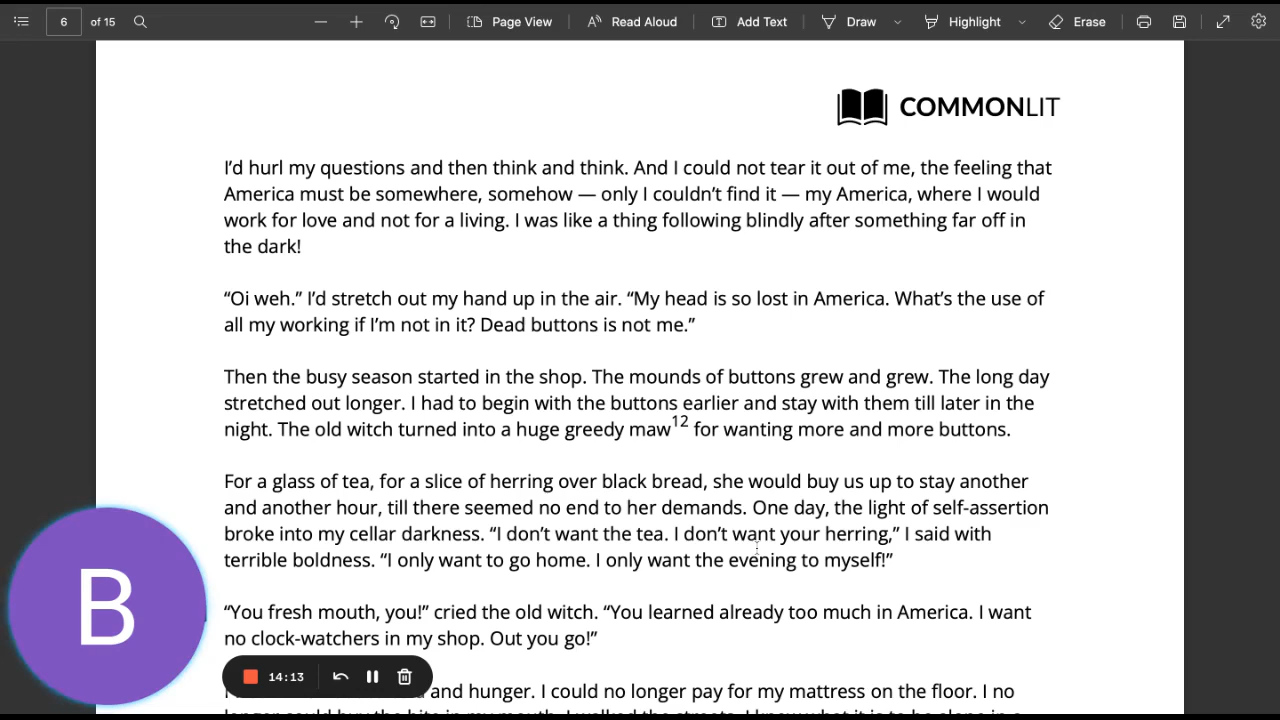 6 of 15 Page View Read Aloud Add Text Draw Highlight Erase
COMMONLIT
I’d hurl my questions and then think and think. And I could not tear it out of me, the feeling that
America must be somewhere, somehow — only I couldn’t find it — my America, where I would
work for love and not for a living. I was like a thing following blindly after something far off in
the dark!
“Oi weh.” I’d stretch out my hand up in the air. “My head is so lost in America. What’s the use of
all my working if I’m not in it? Dead buttons is not me.”
Then the busy season started in the shop. The mounds of buttons grew and grew. The long day
stretched out longer. I had to begin with the buttons earlier and stay with them till later in the
night. The old witch turned into a huge greedy maw12 for wanting more and more buttons.
For a glass of tea, for a slice of herring over black bread, she would buy us up to stay another
and another hour, till there seemed no end to her demands. One day, the light of self-assertion
broke into my cellar darkness. “I don’t want the tea. I don’t want your herring,” I said with
terrible boldness. “I only want to go home. I only want the evening to myself!”
“You fresh mouth, you!” cried the old witch. “You learned already too much in America. I want
no clock-watchers in my shop. Out you go!”
B
14:13
and hunger. I could no longer pay for my mattress on the floor. I no